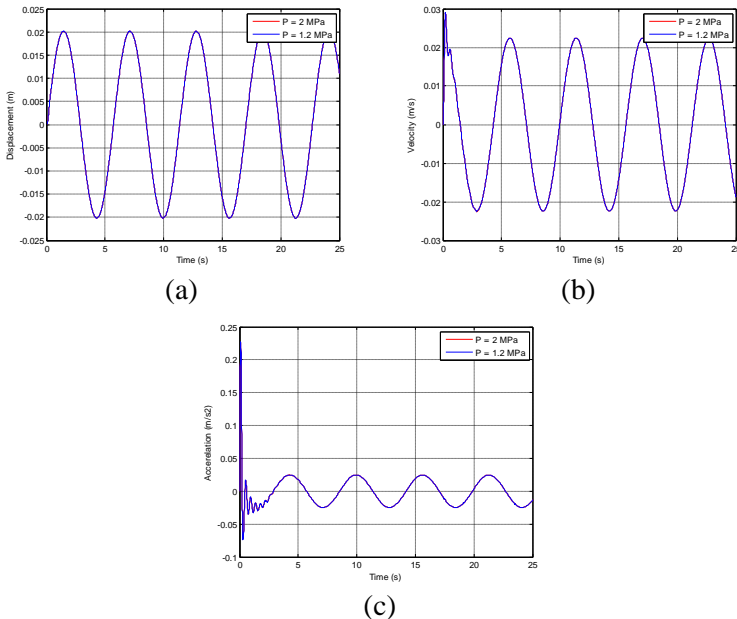 0.025
0.02
0.015
0.01
0.005
0
-0.005
-0.01
-0.015
-0.02
-0.025
Displacement (m)
0 5 10 15 20 25
Time (s)
P = 2 MPa
P = 1.2 MPa
(a)
0.03
0.02
0.01
0
-0.01
-0.02
-0.03
Velocity (m/s)
0 5 10 15 20 25
Time (s)
P = 2 MPa
P = 1.2 MPa
(b)
0.25
0.2
0.15
0.1
0.05
0
-0.05
-0.1
Accerelation (m/s2)
0 5 10 15 20 25
Time (s)
P = 2 MPa
P = 1.2 MPa
(c)